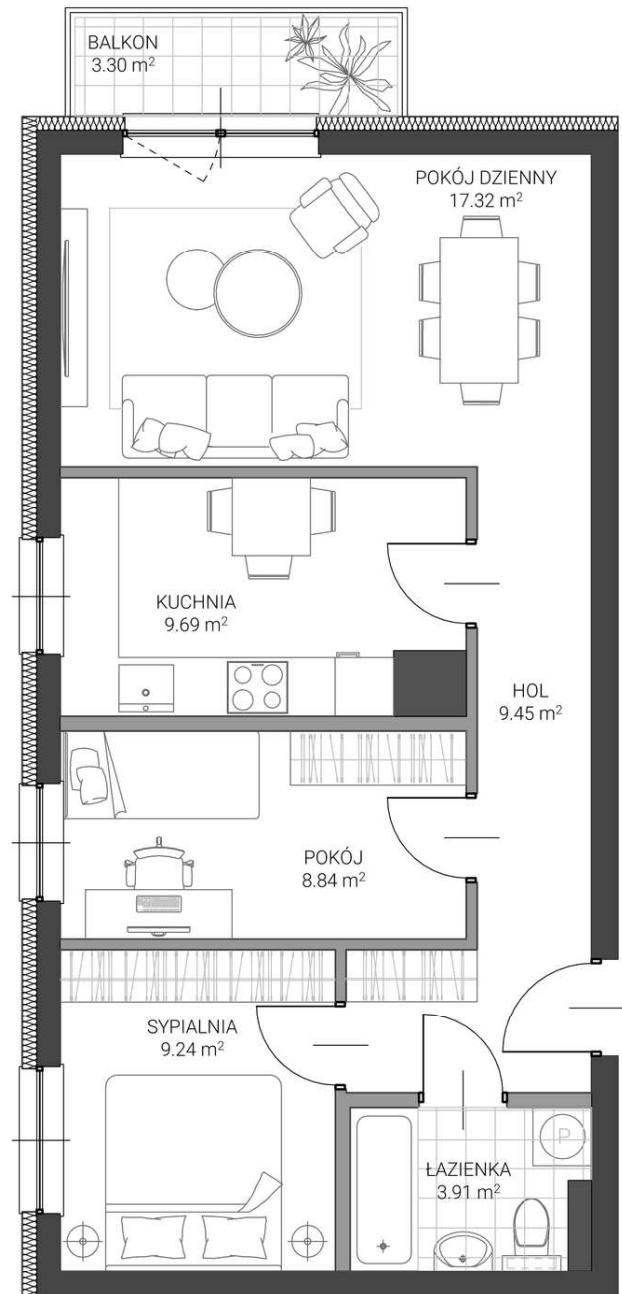 BALKON
3.30 m²
POKÓJ DZIENNY
17.32 m²
KUCHNIA
9.69 m²
HOL
9.45 m²
POKÓJ
8.84 m²
SYPIALNIA
9.24 m²
P
ŁAZIENKA
3.91 m²